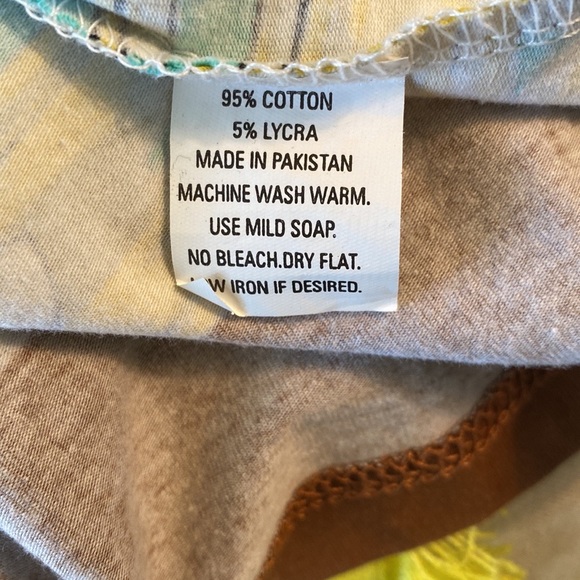 95% COTTON
5% LYCRA
MADE IN PAKISTAN
MACHINE WASH WARM.
USE MILD SOAP.
NO BLEACH.DRY FLAT.
IRON IF DESIRED.